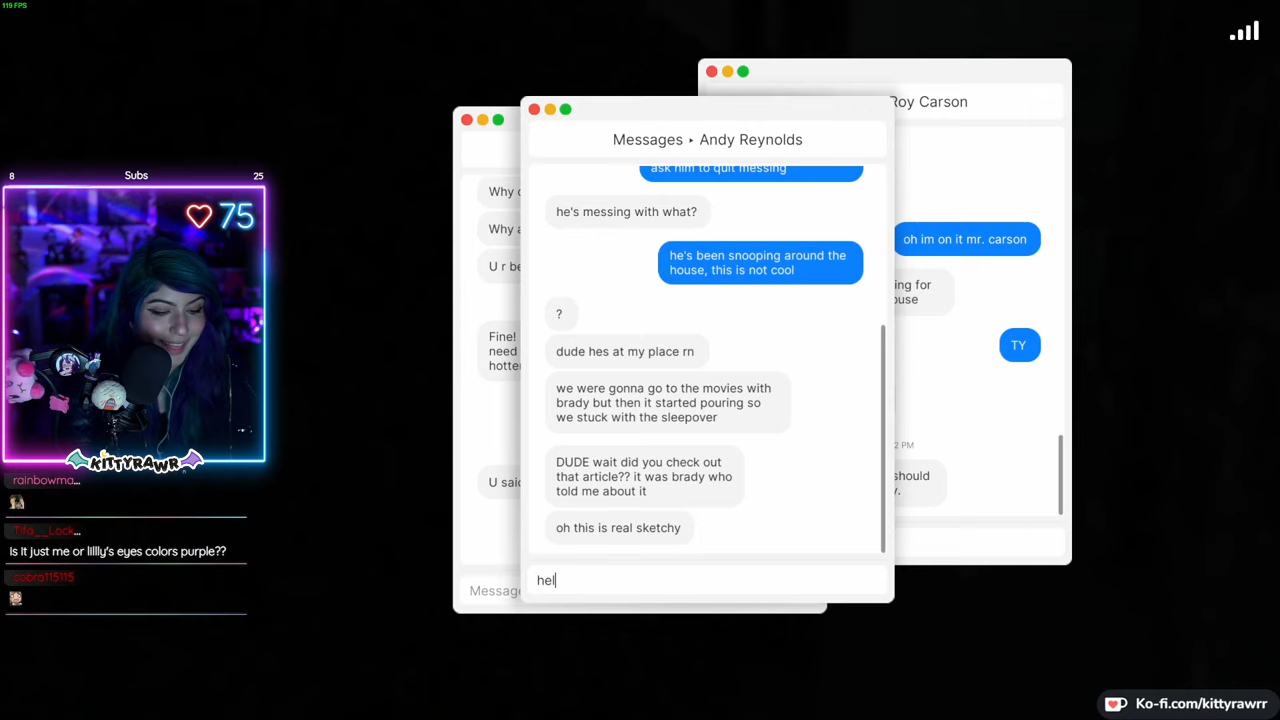 119 FPS
8 Subs 25
75
KITTYRAWR
rainbowma...
Tifa__Lock...
Is it just me or lillly's eyes colors purple??
cobra115115
Why
Why a
U r be
Fine!
need
hotter
U said
Message
Messages ▸ Andy Reynolds
ask him to quit messing
he's messing with what?
he's been snooping around the
house, this is not cool
?
dude hes at my place rn
we were gonna go to the movies with
brady but then it started pouring so
we stuck with the sleepover
DUDE wait did you check out
that article?? it was brady who
told me about it
oh this is real sketchy
hel
Roy Carson
oh im on it mr. carson
ing for
ouse
TY
2 PM
should
y.
Ko-fi.com/kittyrawrr